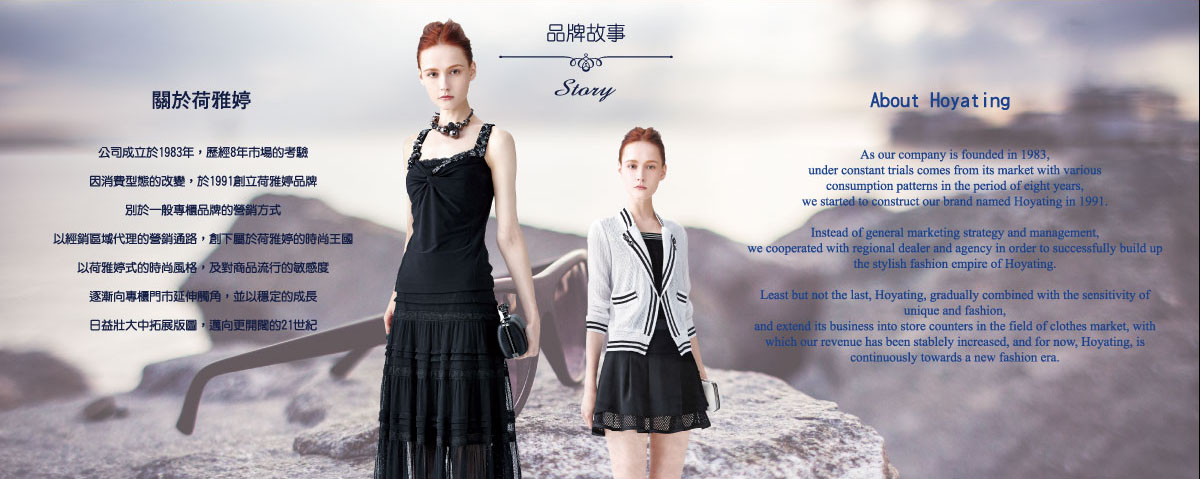 品牌故事
Story
關於荷雅婷
公司成立於1983年，歷經8年市場的考驗
因消費型態的改變，於1991創立荷雅婷品牌
別於一般專櫃品牌的營銷方式
以經銷區域代理的營銷通路，創下屬於荷雅婷的時尚王國
以荷雅婷式的時尚風格，及對商品流行的敏感度
逐漸向專櫃門市延伸觸角，並以穩定的成長
日益壯大中拓展版圖，邁向更開闊的21世紀
About Hoyating
As our company is founded in 1983,
under constant trials comes from its market with various
consumption patterns in the period of eight years,
we started to construct our brand named Hoyating in 1991.
Instead of general marketing strategy and management,
we cooperated with regional dealer and agency in order to successfully build up
the stylish fashion empire of Hoyating.
Least but not the last, Hoyating, gradually combined with the sensitivity of
unique and fashion,
and extend its business into store counters in the field of clothes market, with
which our revenue has been stablely increased, and for now, Hoyating, is
continuously towards a new fashion era.